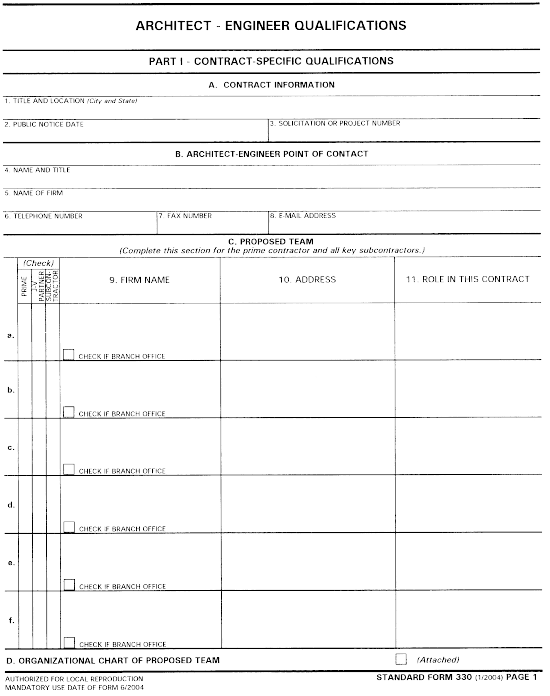 ARCHITECT - ENGINEER QUALIFICATIONS
PART I - CONTRACT-SPECIFIC QUALIFICATIONS
A. CONTRACT INFORMATION
1. TITLE AND LOCATION (City and State)
2. PUBLIC NOTICE DATE
3. SOLICITATION OR PROJECT NUMBER
B. ARCHITECT-ENGINEER POINT OF CONTACT
4. NAME AND TITLE
5. NAME OF FIRM
6. TELEPHONE NUMBER
7. FAX NUMBER
8. E-MAIL ADDRESS
C. PROPOSED TEAM
(Complete this section for the prime contractor and all key subcontractors.)
(Check)
PRIME
J-V
PARTNER
SUBCON-
TRACTOR
9. FIRM NAME
10. ADDRESS
11. ROLE IN THIS CONTRACT
a.
CHECK IF BRANCH OFFICE
b.
CHECK IF BRANCH OFFICE
c.
CHECK IF BRANCH OFFICE
d.
CHECK IF BRANCH OFFICE
e.
CHECK IF BRANCH OFFICE
f.
CHECK IF BRANCH OFFICE
D. ORGANIZATIONAL CHART OF PROPOSED TEAM
(Attached)
AUTHORIZED FOR LOCAL REPRODUCTION
MANDATORY USE DATE OF FORM 6/2004
STANDARD FORM 330 (1/2004) PAGE 1